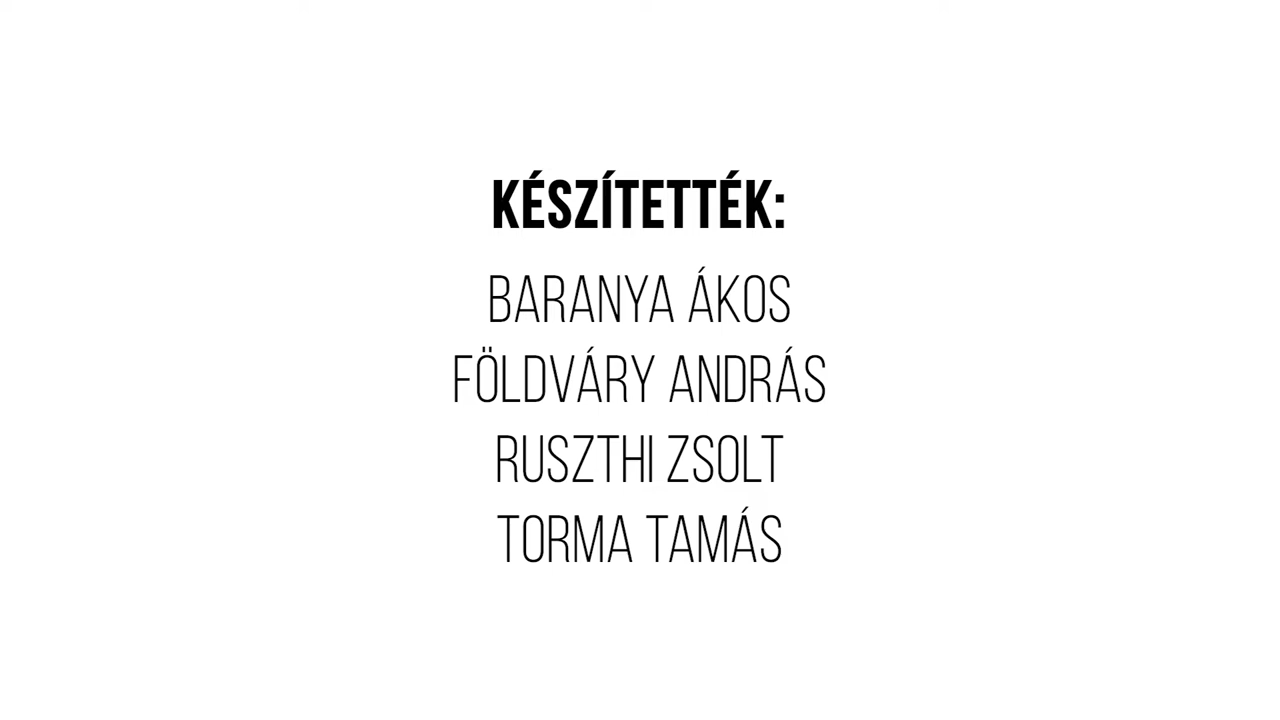 KÉSZÍTETTÉK:
BARANYA ÁKOS
FÖLDVÁRY ANDRÁS
RUSZTHI ZSOLT
TORMA TAMÁS